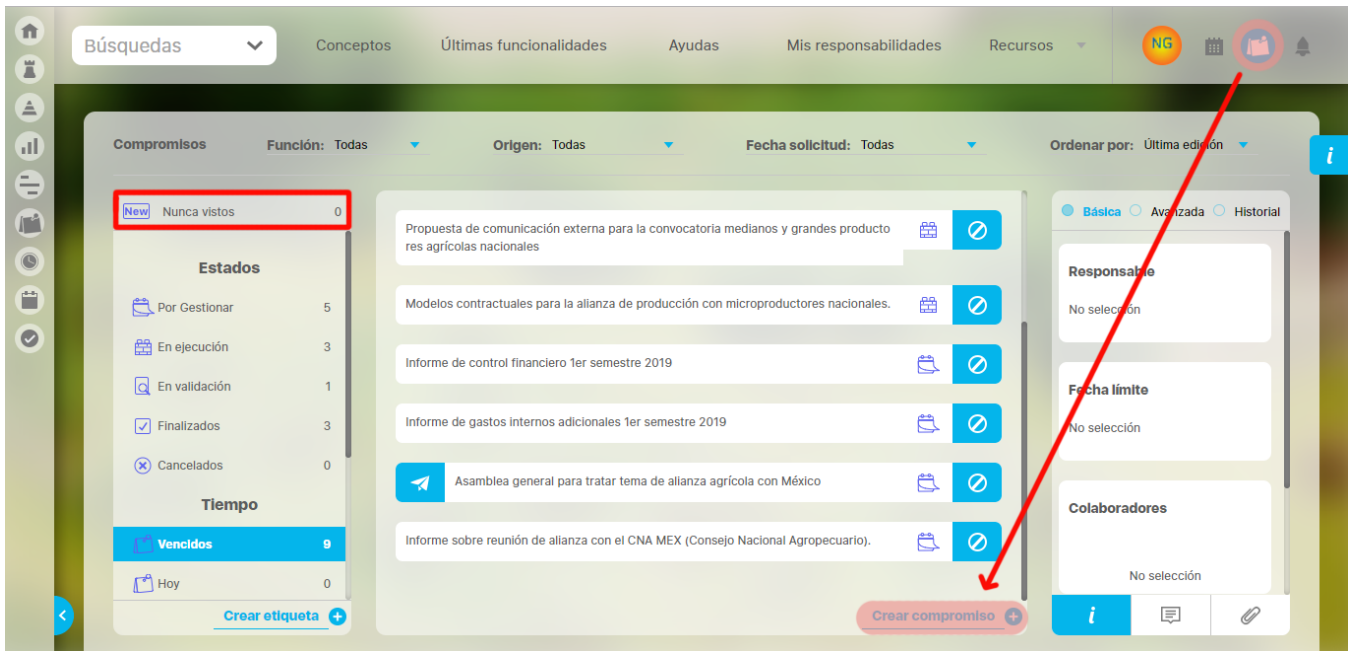 Búsquedas
Conceptos
Últimas funcionalidades
Ayudas
Mis responsabilidades
Recursos
NG
Compromisos
Función: Todas
Origen: Todas
Fecha solicitud: Todas
Ordenar por: Última edición
i
New Nunca vistos 0
Estados
Por Gestionar 5
En ejecución 3
En validación 1
Finalizados 3
Cancelados 0
Tiempo
Vencidos 9
Hoy 0
Crear etiqueta
Propuesta de comunicación externa para la convocatoria medianos y grandes producto
res agrícolas nacionales
Modelos contractuales para la alianza de producción con microproductores nacionales.
Informe de control financiero 1er semestre 2019
Informe de gastos internos adicionales 1er semestre 2019
Asamblea general para tratar tema de alianza agrícola con México
Informe sobre reunión de alianza con el CNA MEX (Consejo Nacional Agropecuario).
Crear compromiso
Básica Avanzada Historial
Responsable
No selección
Fecha límite
No selección
Colaboradores
No selección
i